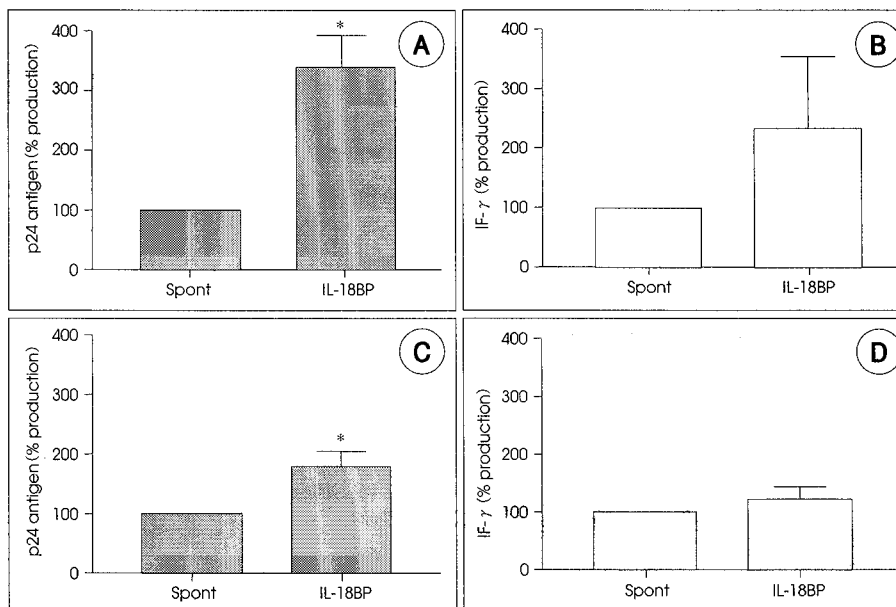 A
p24 antigen (% production)
400
300
200
100
0
*
Spont
IL-18BP
B
IF-γ (% production)
400
300
200
100
0
Spont
IL-18BP
C
p24 antigen (% production)
400
300
200
100
0
*
Spont
IL-18BP
D
IF-γ (% production)
400
300
200
100
0
Spont
IL-18BP